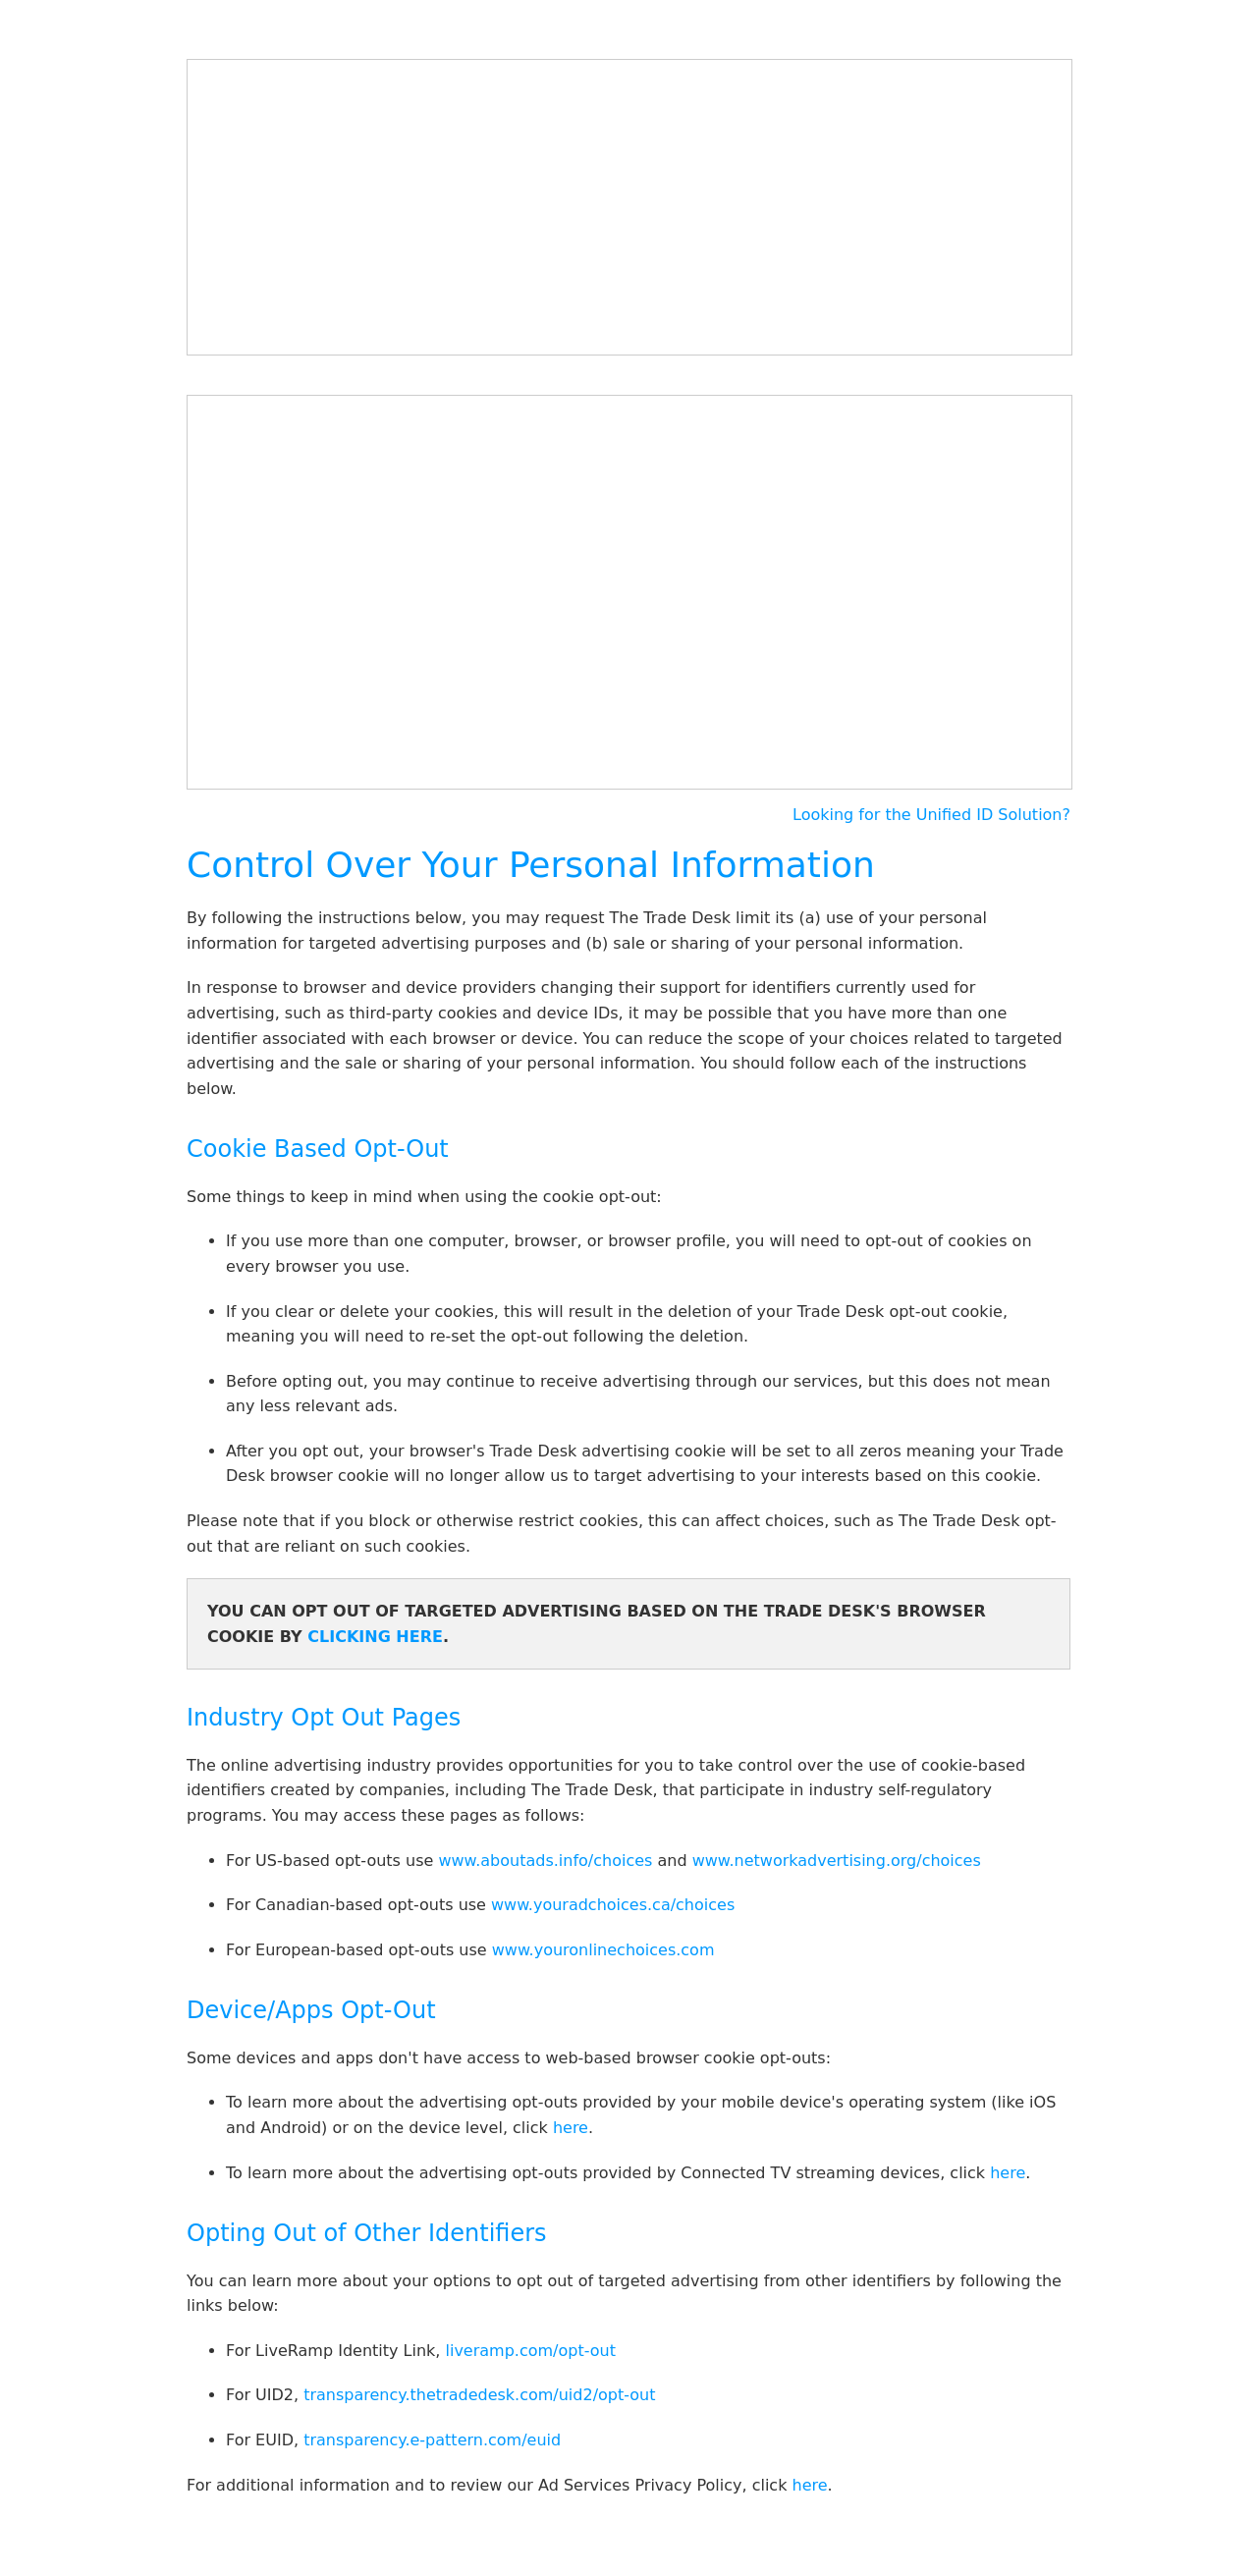 Looking for the Unified ID Solution?
Control Over Your Personal Information
By following the instructions below, you may request The Trade Desk limit its (a) use of your personal
information for targeted advertising purposes and (b) sale or sharing of your personal information.
In response to browser and device providers changing their support for identifiers currently used for
advertising, such as third-party cookies and device IDs, it may be possible that you have more than one
identifier associated with each browser or device. You can reduce the scope of your choices related to targeted
advertising and the sale or sharing of your personal information. You should follow each of the instructions
below.
Cookie Based Opt-Out
Some things to keep in mind when using the cookie opt-out:
• If you use more than one computer, browser, or browser profile, you will need to opt-out of cookies on
every browser you use.
• If you clear or delete your cookies, this will result in the deletion of your Trade Desk opt-out cookie,
meaning you will need to re-set the opt-out following the deletion.
• Before opting out, you may continue to receive advertising through our services, but this does not mean
any less relevant ads.
• After you opt out, your browser's Trade Desk advertising cookie will be set to all zeros meaning your Trade
Desk browser cookie will no longer allow us to target advertising to your interests based on this cookie.
Please note that if you block or otherwise restrict cookies, this can affect choices, such as The Trade Desk opt-
out that are reliant on such cookies.
YOU CAN OPT OUT OF TARGETED ADVERTISING BASED ON THE TRADE DESK'S BROWSER
COOKIE BY CLICKING HERE.
Industry Opt Out Pages
The online advertising industry provides opportunities for you to take control over the use of cookie-based
identifiers created by companies, including The Trade Desk, that participate in industry self-regulatory
programs. You may access these pages as follows:
• For US-based opt-outs use www.aboutads.info/choices and www.networkadvertising.org/choices
• For Canadian-based opt-outs use www.youradchoices.ca/choices
• For European-based opt-outs use www.youronlinechoices.com
Device/Apps Opt-Out
Some devices and apps don't have access to web-based browser cookie opt-outs:
• To learn more about the advertising opt-outs provided by your mobile device's operating system (like iOS
and Android) or on the device level, click here.
• To learn more about the advertising opt-outs provided by Connected TV streaming devices, click here.
Opting Out of Other Identifiers
You can learn more about your options to opt out of targeted advertising from other identifiers by following the
links below:
• For LiveRamp Identity Link, liveramp.com/opt-out
• For UID2, transparency.thetradedesk.com/uid2/opt-out
• For EUID, transparency.e-pattern.com/euid
For additional information and to review our Ad Services Privacy Policy, click here.